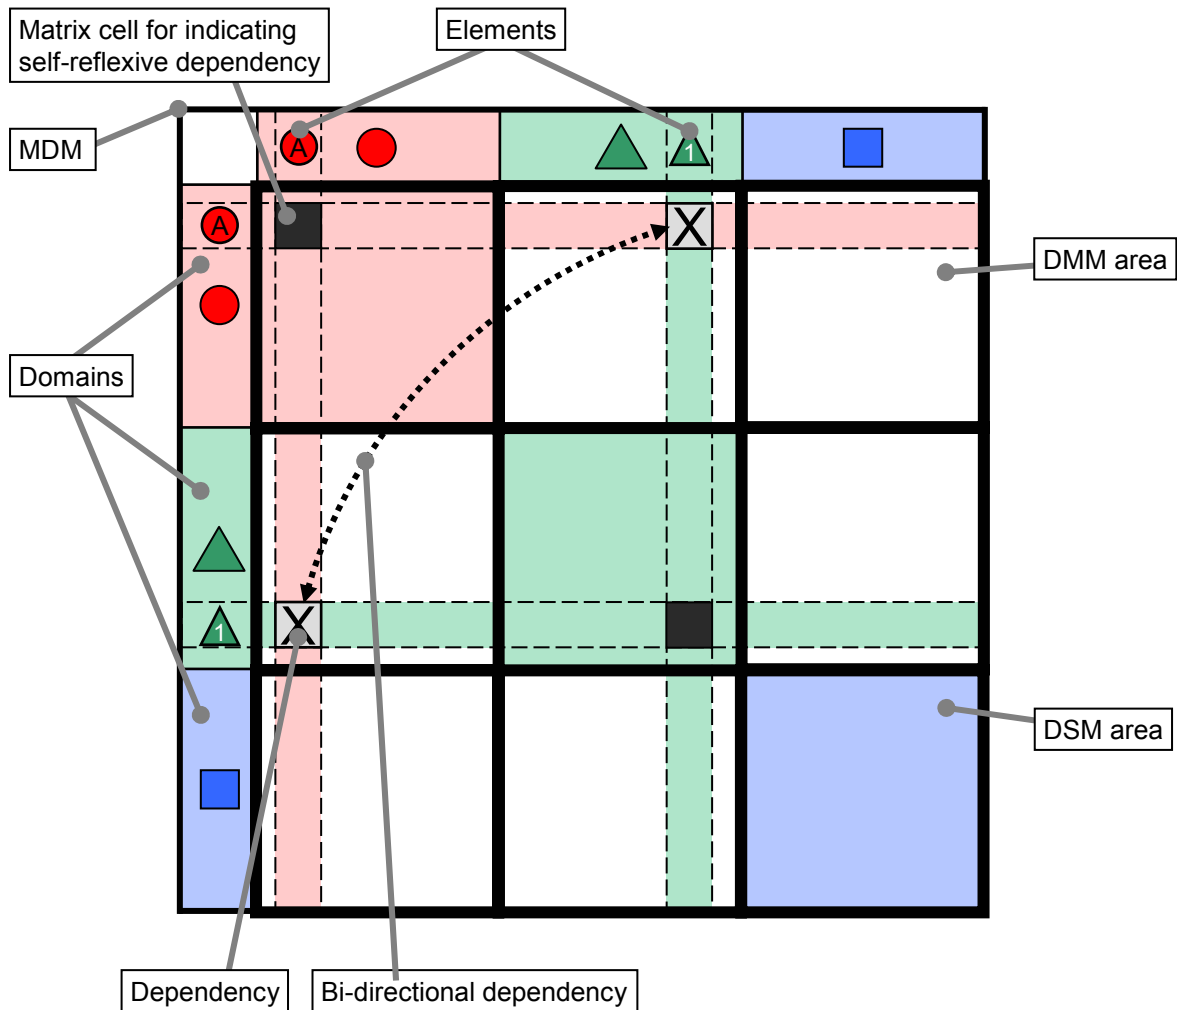 Matrix cell for indicating
self-reflexive dependency
Elements
MDM
A
1
A
X
DMM area
Domains
1
X
DSM area
Dependency
Bi-directional dependency